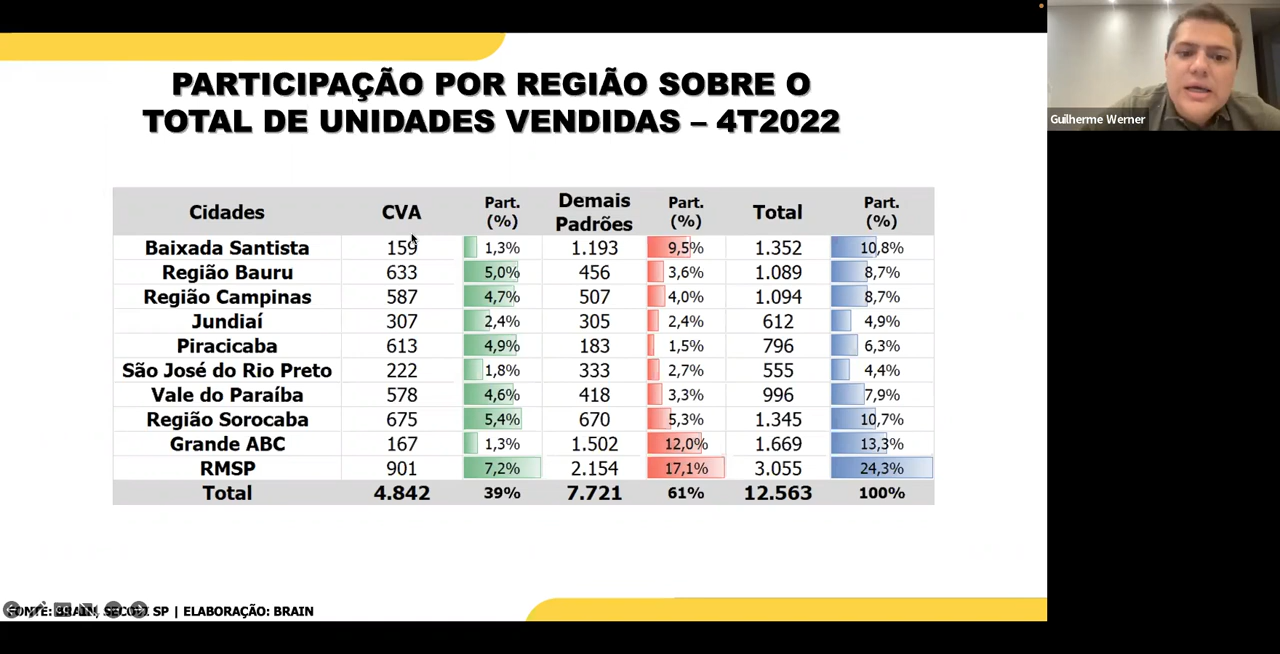 PARTICIPAÇÃO POR REGIÃO SOBRE O
TOTAL DE UNIDADES VENDIDAS – 4T2022
Guilherme Werner
Cidades CVA Part. (%) Demais Padrões Part. (%) Total Part. (%)
Baixada Santista 159 1,3% 1.193 9,5% 1.352 10,8%
Região Bauru 633 5,0% 456 3,6% 1.089 8,7%
Região Campinas 587 4,7% 507 4,0% 1.094 8,7%
Jundiaí 307 2,4% 305 2,4% 612 4,9%
Piracicaba 613 4,9% 183 1,5% 796 6,3%
São José do Rio Preto 222 1,8% 333 2,7% 555 4,4%
Vale do Paraíba 578 4,6% 418 3,3% 996 7,9%
Região Sorocaba 675 5,4% 670 5,3% 1.345 10,7%
Grande ABC 167 1,3% 1.502 12,0% 1.669 13,3%
RMSP 901 7,2% 2.154 17,1% 3.055 24,3%
Total 4.842 39% 7.721 61% 12.563 100%
FONTE: BRAIN, SECOVI SP | ELABORAÇÃO: BRAIN